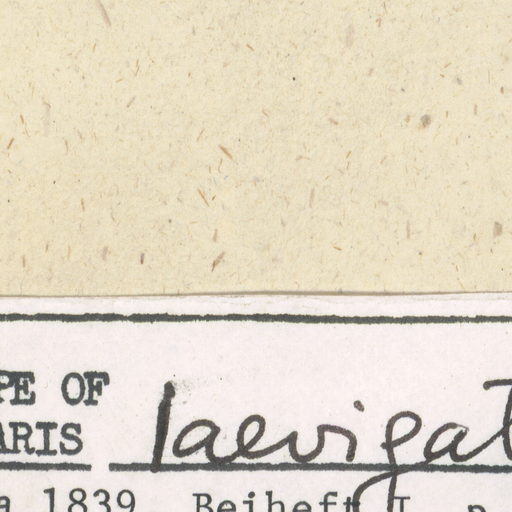 PE OF
ARIS laevigat
a 1839 Beiheft I p